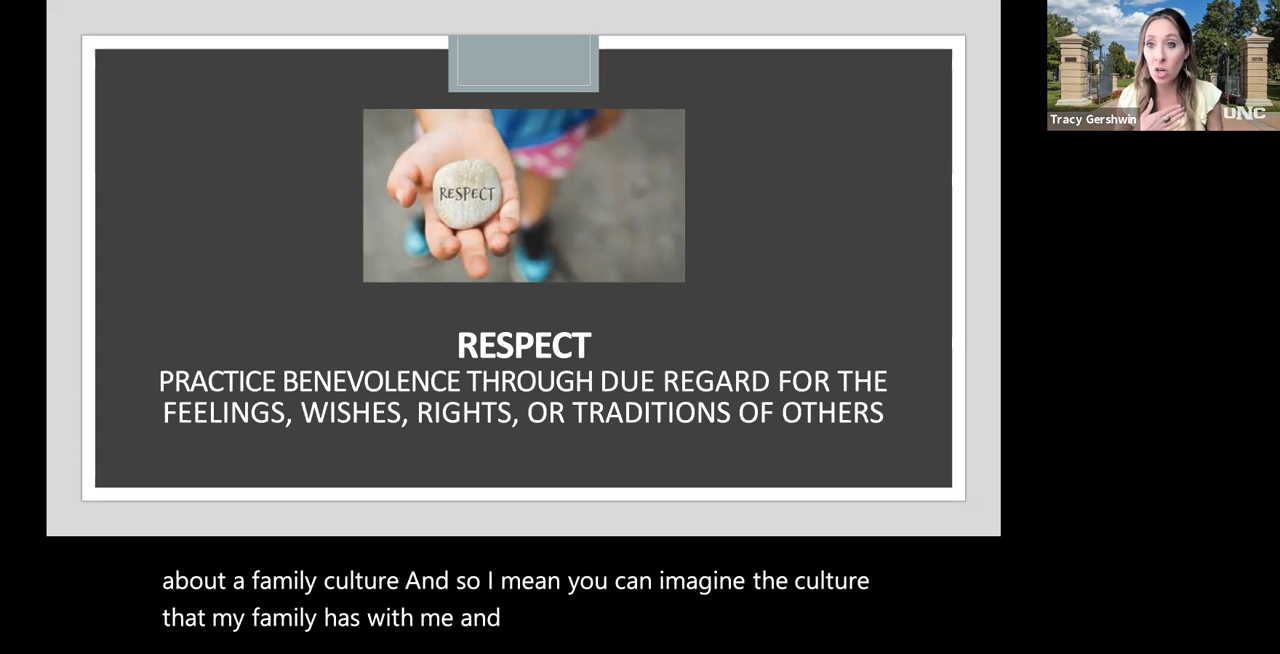 RESPECT
RESPECT
PRACTICE BENEVOLENCE THROUGH DUE REGARD FOR THE
FEELINGS, WISHES, RIGHTS, OR TRADITIONS OF OTHERS
Tracy Gershwin
UNC
about a family culture And so I mean you can imagine the culture
that my family has with me and